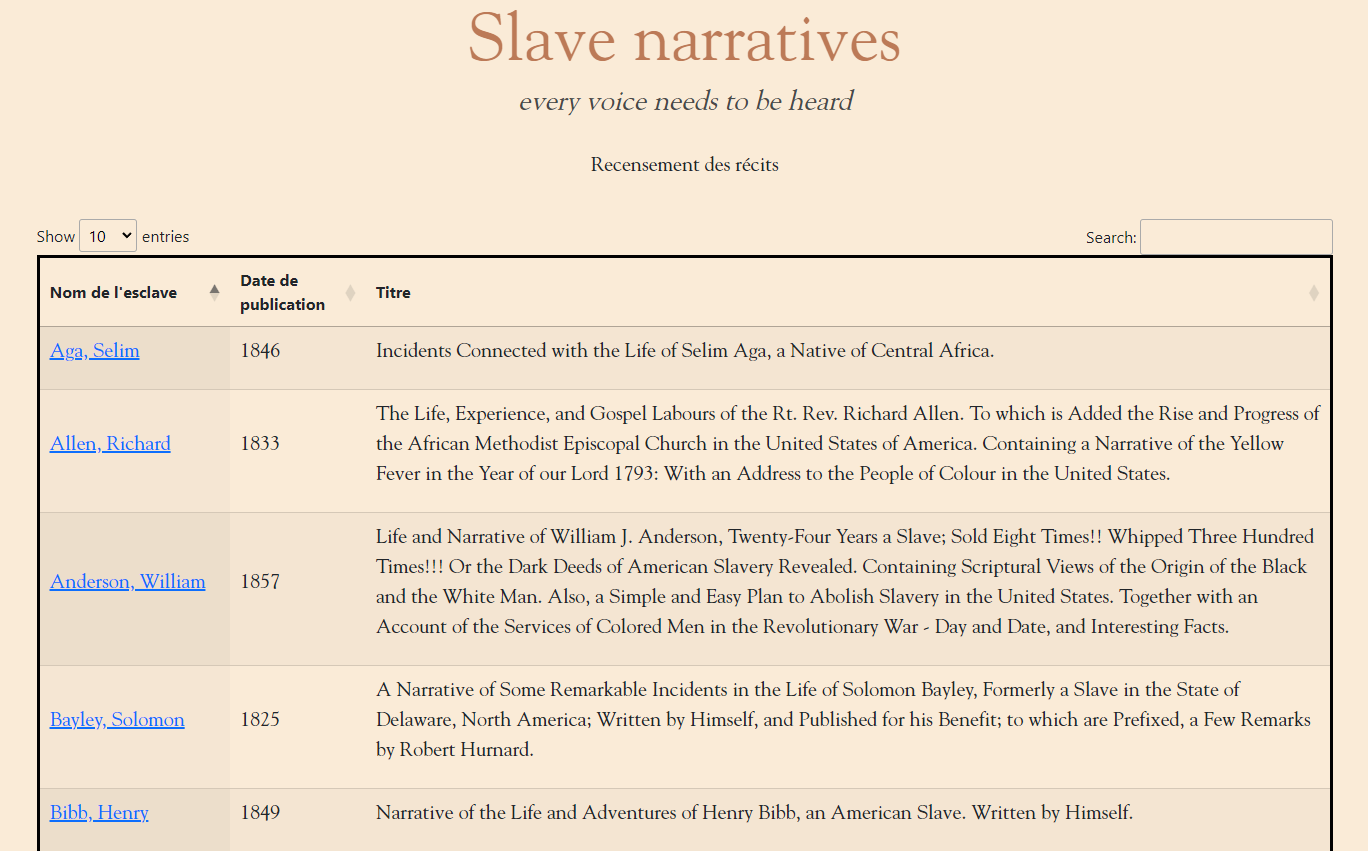 Slave narratives
every voice needs to be heard
Recensement des récits
Show 10 entries
Search:
Nom de l'esclave
Date de
publication
Titre
Aga, Selim
1846
Incidents Connected with the Life of Selim Aga, a Native of Central Africa.
Allen, Richard
1833
The Life, Experience, and Gospel Labours of the Rt. Rev. Richard Allen. To which is Added the Rise and Progress of
the African Methodist Episcopal Church in the United States of America. Containing a Narrative of the Yellow
Fever in the Year of our Lord 1793: With an Address to the People of Colour in the United States.
Anderson, William
1857
Life and Narrative of William J. Anderson, Twenty-Four Years a Slave; Sold Eight Times!! Whipped Three Hundred
Times!!! Or the Dark Deeds of American Slavery Revealed. Containing Scriptural Views of the Origin of the Black
and the White Man. Also, a Simple and Easy Plan to Abolish Slavery in the United States. Together with an
Account of the Services of Colored Men in the Revolutionary War - Day and Date, and Interesting Facts.
Bayley, Solomon
1825
A Narrative of Some Remarkable Incidents in the Life of Solomon Bayley, Formerly a Slave in the State of
Delaware, North America; Written by Himself, and Published for his Benefit; to which are Prefixed, a Few Remarks
by Robert Hurnard.
Bibb, Henry
1849
Narrative of the Life and Adventures of Henry Bibb, an American Slave. Written by Himself.